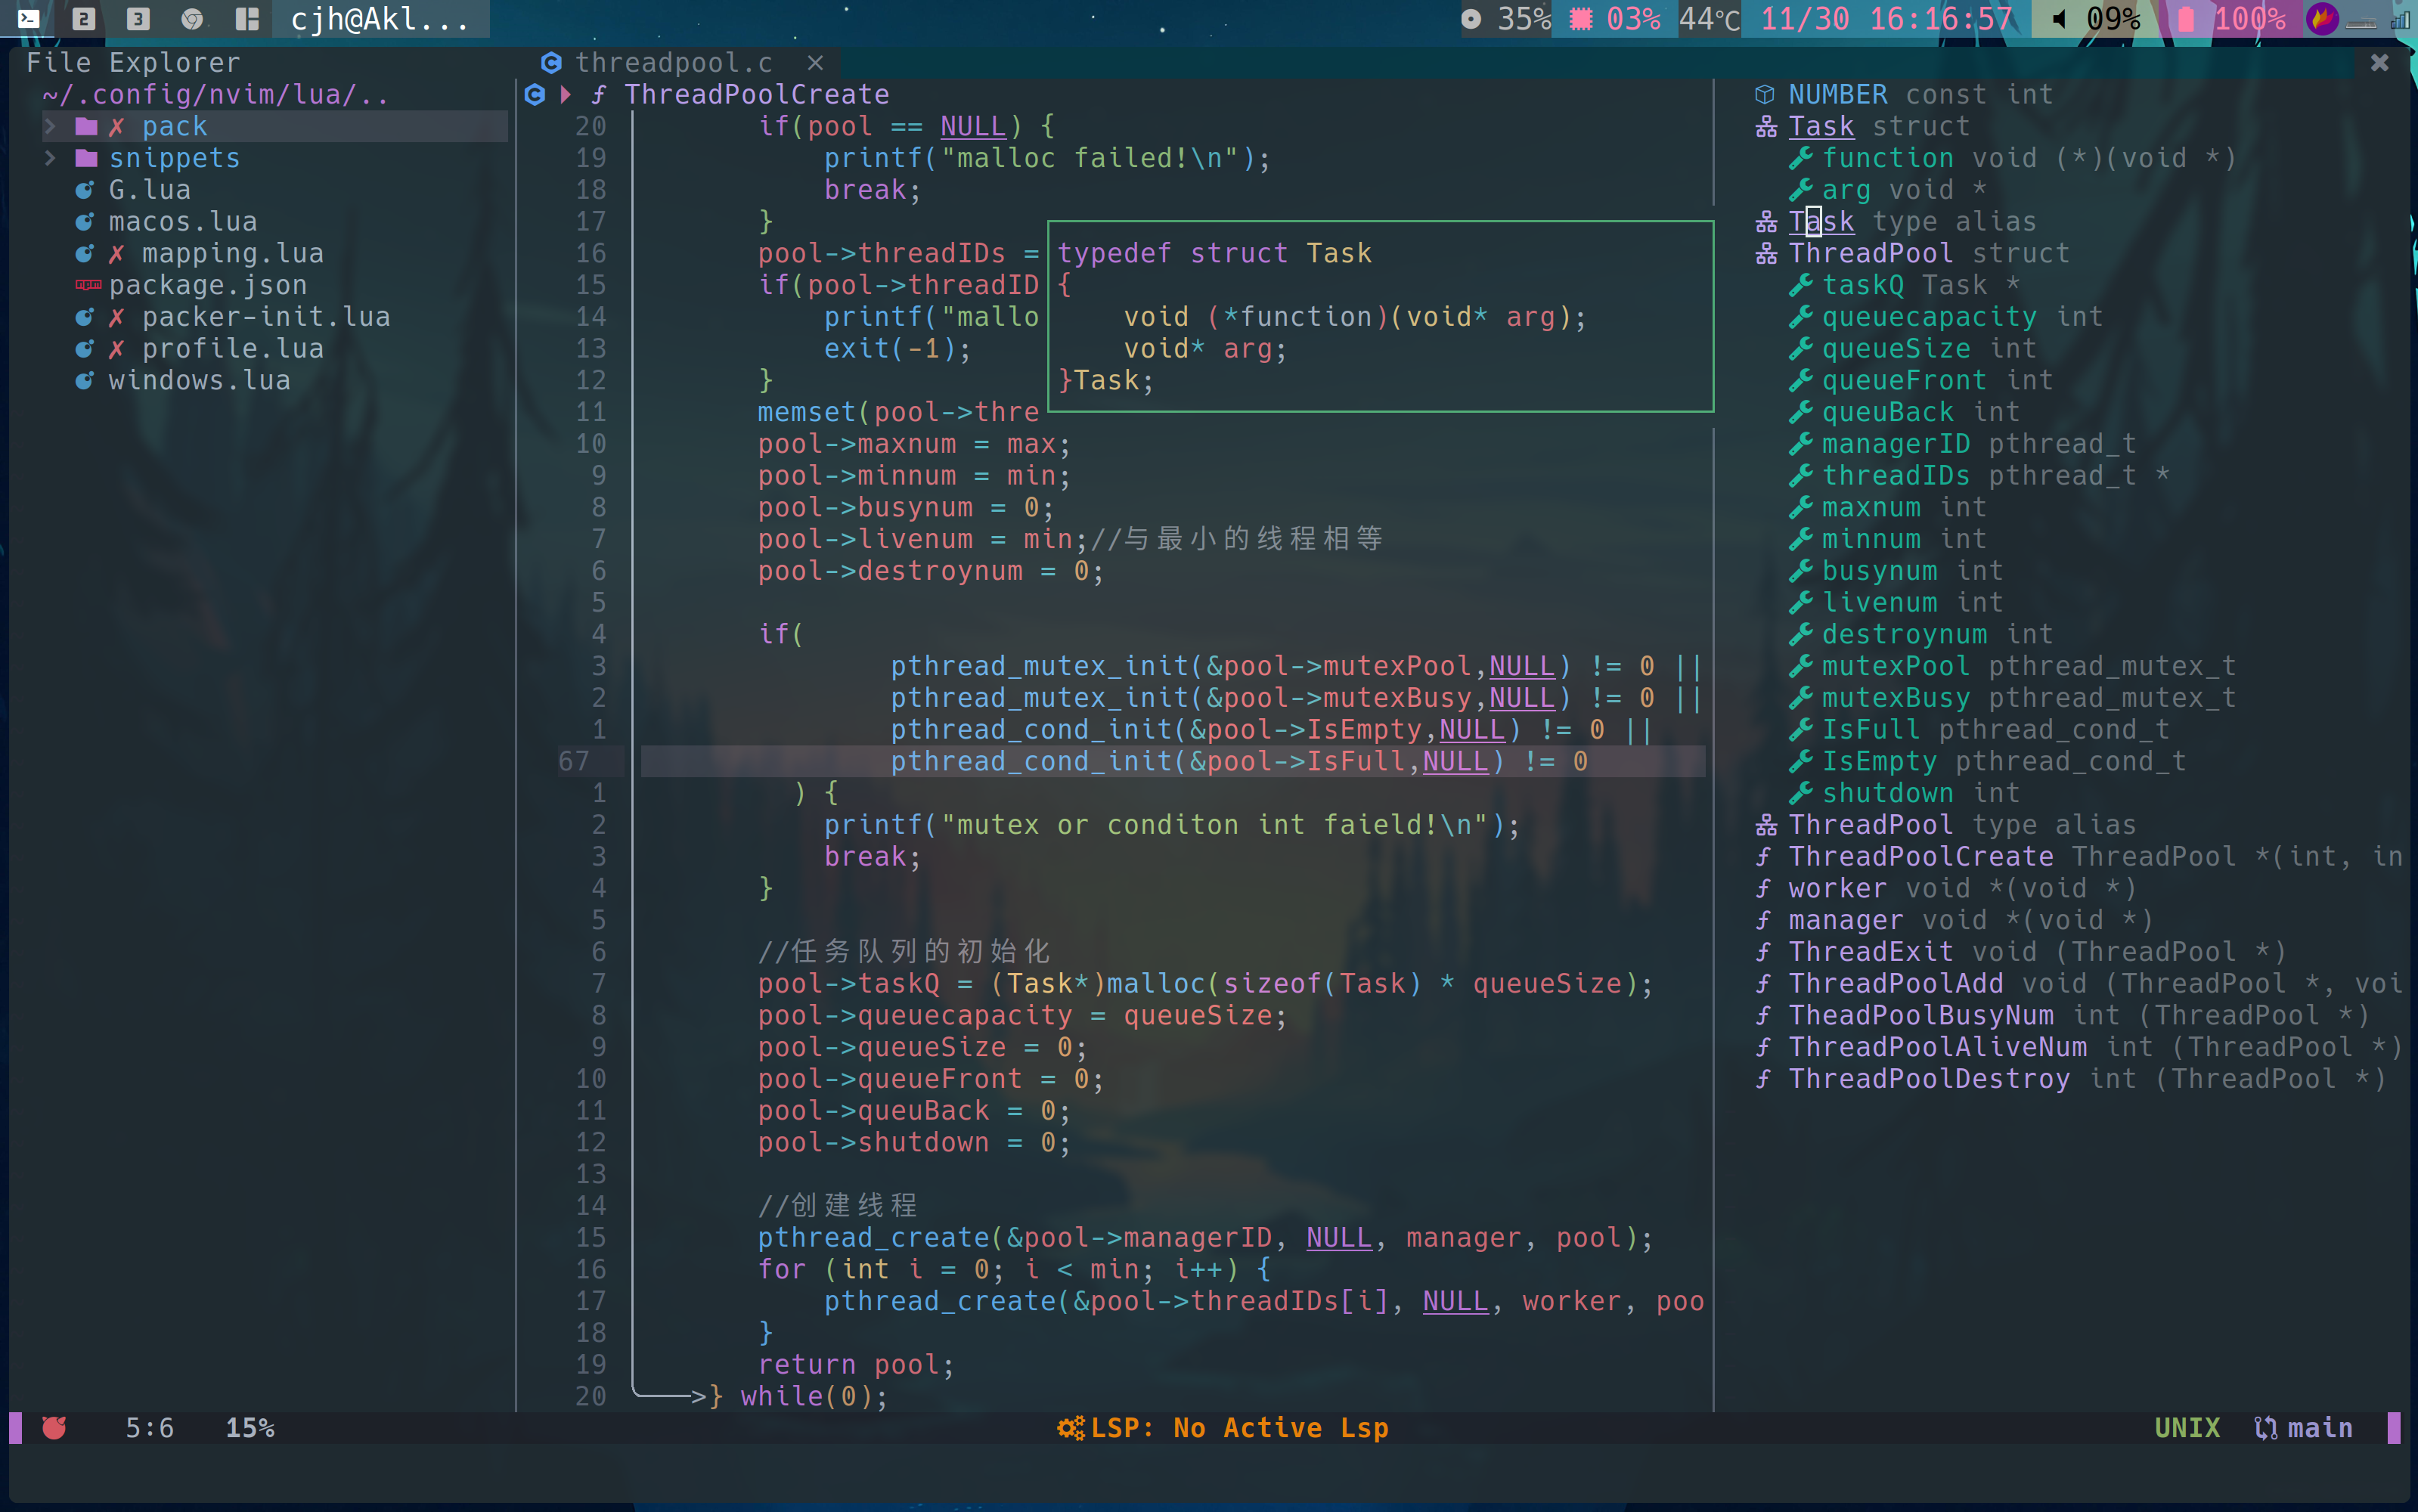 2 3 cjh@Akl... 35% 03% 44℃ 11/30 16:16:57 09% 100%
File Explorer
~/.config/nvim/lua/..
✗ pack
snippets
G.lua
macos.lua
✗ mapping.lua
package.json
✗ packer-init.lua
✗ profile.lua
windows.lua
threadpool.c ×
ƒ ThreadPoolCreate
20 if(pool == NULL) {
19 printf("malloc failed!\n");
18 break;
17 }
16 pool->threadIDs =
15 if(pool->threadID
14 printf("mallo
13 exit(-1);
12 }
11 memset(pool->thre
10 pool->maxnum = max;
9 pool->minnum = min;
8 pool->busynum = 0;
7 pool->livenum = min;//与最小的线程相等
6 pool->destroynum = 0;
5
4 if(
3 pthread_mutex_init(&pool->mutexPool,NULL) != 0 ||
2 pthread_mutex_init(&pool->mutexBusy,NULL) != 0 ||
1 pthread_cond_init(&pool->IsEmpty,NULL) != 0 ||
67 pthread_cond_init(&pool->IsFull,NULL) != 0
1 ) {
2 printf("mutex or conditon int faield!\n");
3 break;
4 }
5
6 //任务队列的初始化
7 pool->taskQ = (Task*)malloc(sizeof(Task) * queueSize);
8 pool->queuecapacity = queueSize;
9 pool->queueSize = 0;
10 pool->queueFront = 0;
11 pool->queuBack = 0;
12 pool->shutdown = 0;
13
14 //创建线程
15 pthread_create(&pool->managerID, NULL, manager, pool);
16 for (int i = 0; i < min; i++) {
17 pthread_create(&pool->threadIDs[i], NULL, worker, poo
18 }
19 return pool;
20 } while(0);
typedef struct Task
{
void (*function)(void* arg);
void* arg;
}Task;
NUMBER const int
Task struct
function void (*)(void *)
arg void *
Task type alias
ThreadPool struct
taskQ Task *
queuecapacity int
queueSize int
queueFront int
queuBack int
managerID pthread_t
threadIDs pthread_t *
maxnum int
minnum int
busynum int
livenum int
destroynum int
mutexPool pthread_mutex_t
mutexBusy pthread_mutex_t
IsFull pthread_cond_t
IsEmpty pthread_cond_t
shutdown int
ThreadPool type alias
ƒ ThreadPoolCreate ThreadPool *(int, in
ƒ worker void *(void *)
ƒ manager void *(void *)
ƒ ThreadExit void (ThreadPool *)
ƒ ThreadPoolAdd void (ThreadPool *, voi
ƒ TheadPoolBusyNum int (ThreadPool *)
ƒ ThreadPoolAliveNum int (ThreadPool *)
ƒ ThreadPoolDestroy int (ThreadPool *)
5:6 15% LSP: No Active Lsp UNIX main